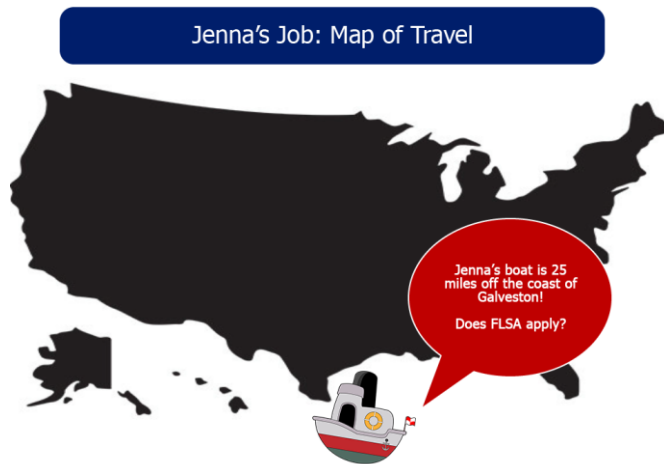 Jenna's Job: Map of Travel
Jenna's boat is 25
miles off the coast of
Galveston!
Does FLSA apply?